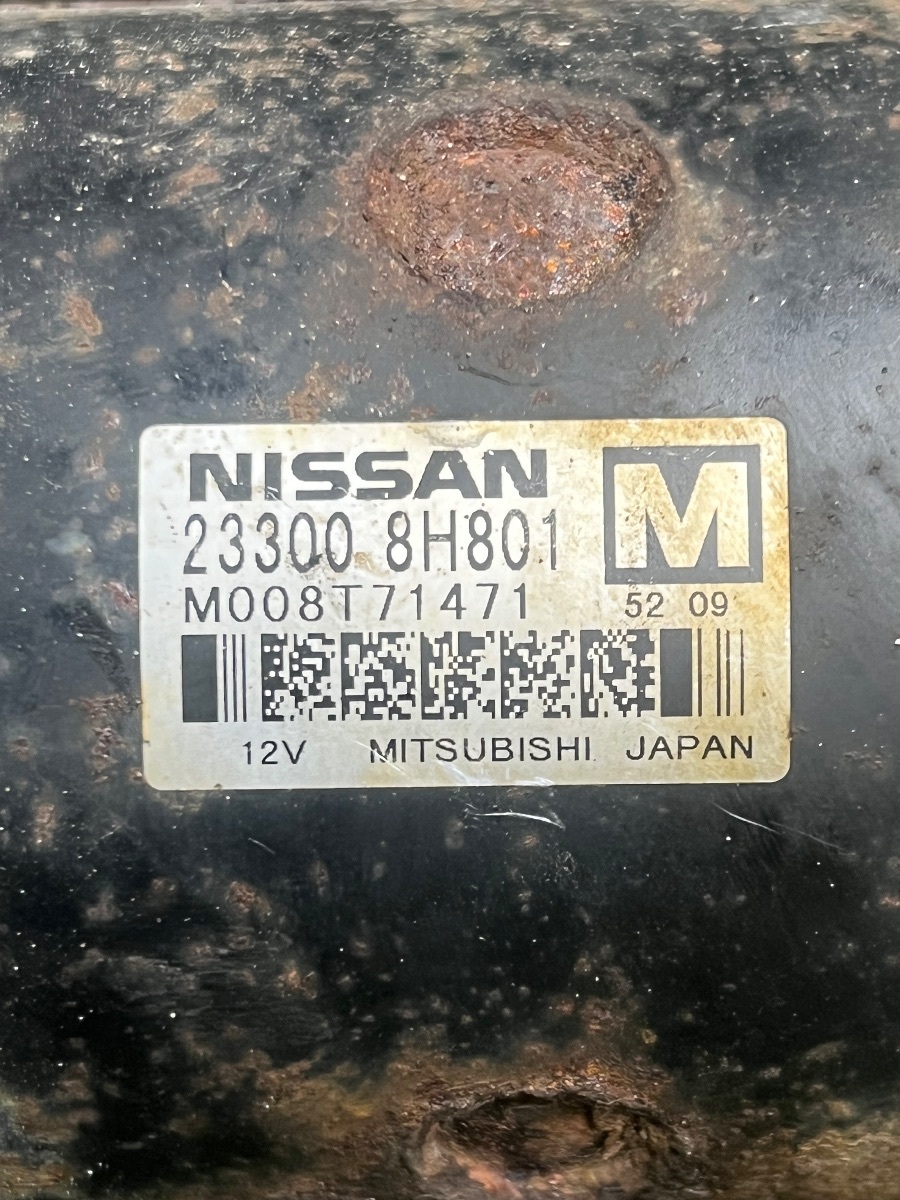 NISSAN
M
23300 8H801
M008T71471
52 09
12V MITSUBISHI JAPAN